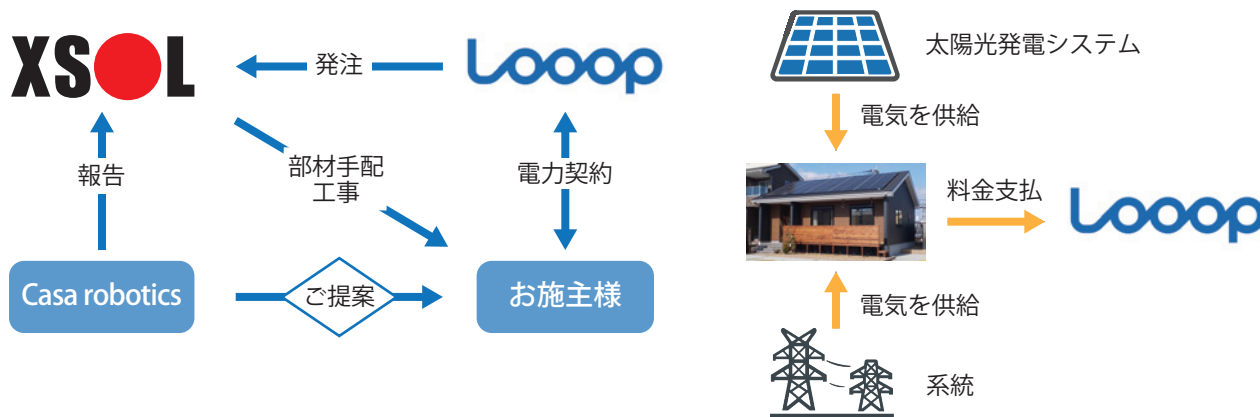 XSOL
発注
Looop
報告
部材手配
工事
電力契約
Casa robotics
ご提案
お施主様
太陽光発電システム
電気を供給
料金支払
Looop
電気を供給
系統